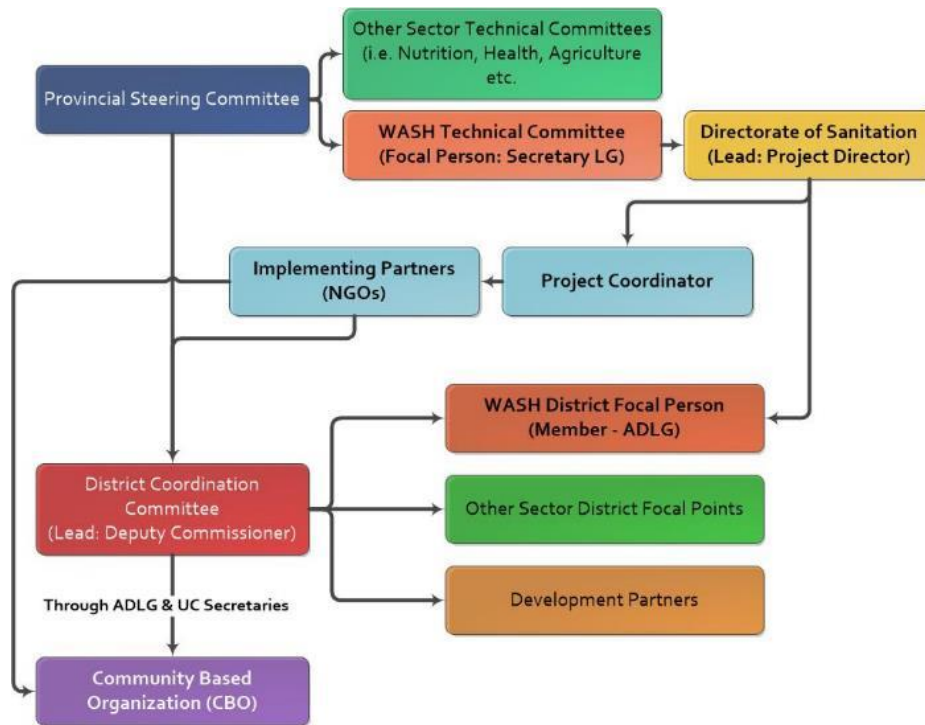 Other Sector Technical Committees
(i.e. Nutrition, Health, Agriculture
etc.
Provincial Steering Committee
WASH Technical Committee
(Focal Person: Secretary LG)
Directorate of Sanitation
(Lead: Project Director)
Implementing Partners
(NGOs)
Project Coordinator
WASH District Focal Person
(Member - ADLG)
District Coordination
Committee
(Lead: Deputy Commissioner)
Other Sector District Focal Points
Development Partners
Through ADLG & UC Secretaries
Community Based
Organization (CBO)